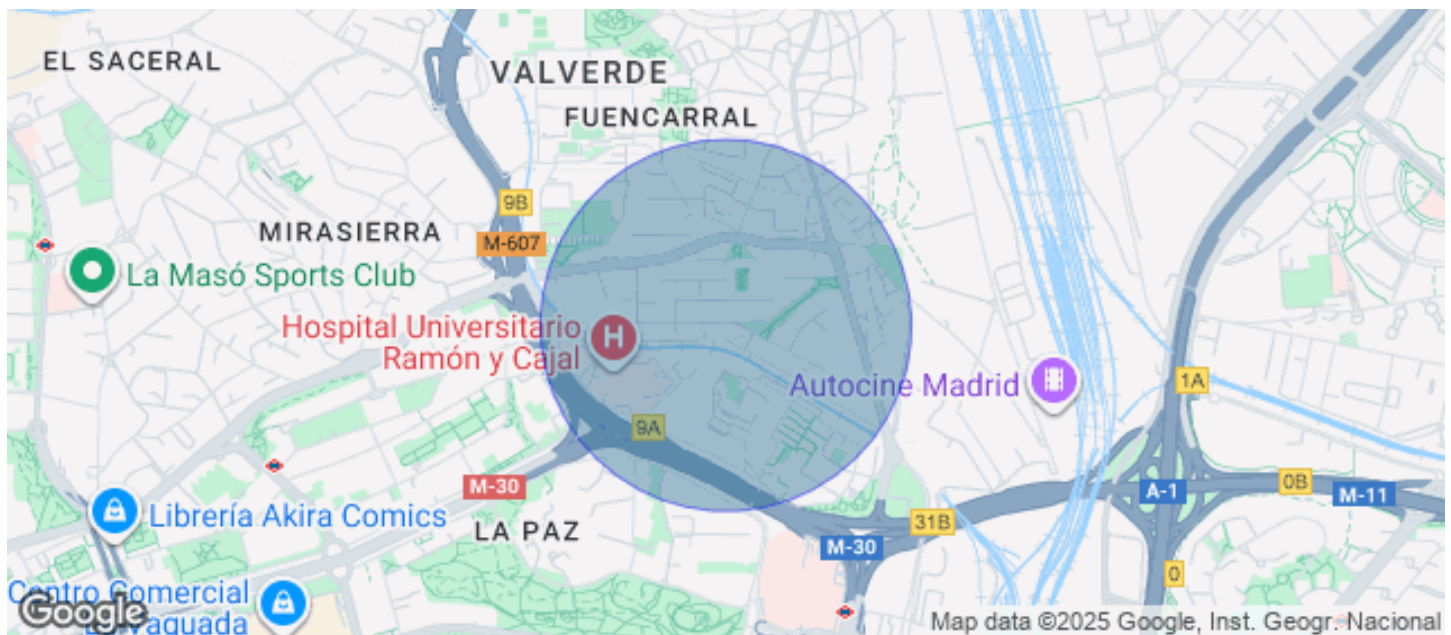 EL SACERAL
VALVERDE
FUENCARRAL
9B
MIRASIERRA
M-607
La Masó Sports Club
Hospital Universitario
Ramón y Cajal
H
Autocine Madrid
1A
9A
M-30
A-1
0B
M-11
Librería Akira Comics
LA PAZ
31B
M-30
0
Centro Comercial
La Vaguada
Google
Map data ©2025 Google, Inst. Geogr. Nacional